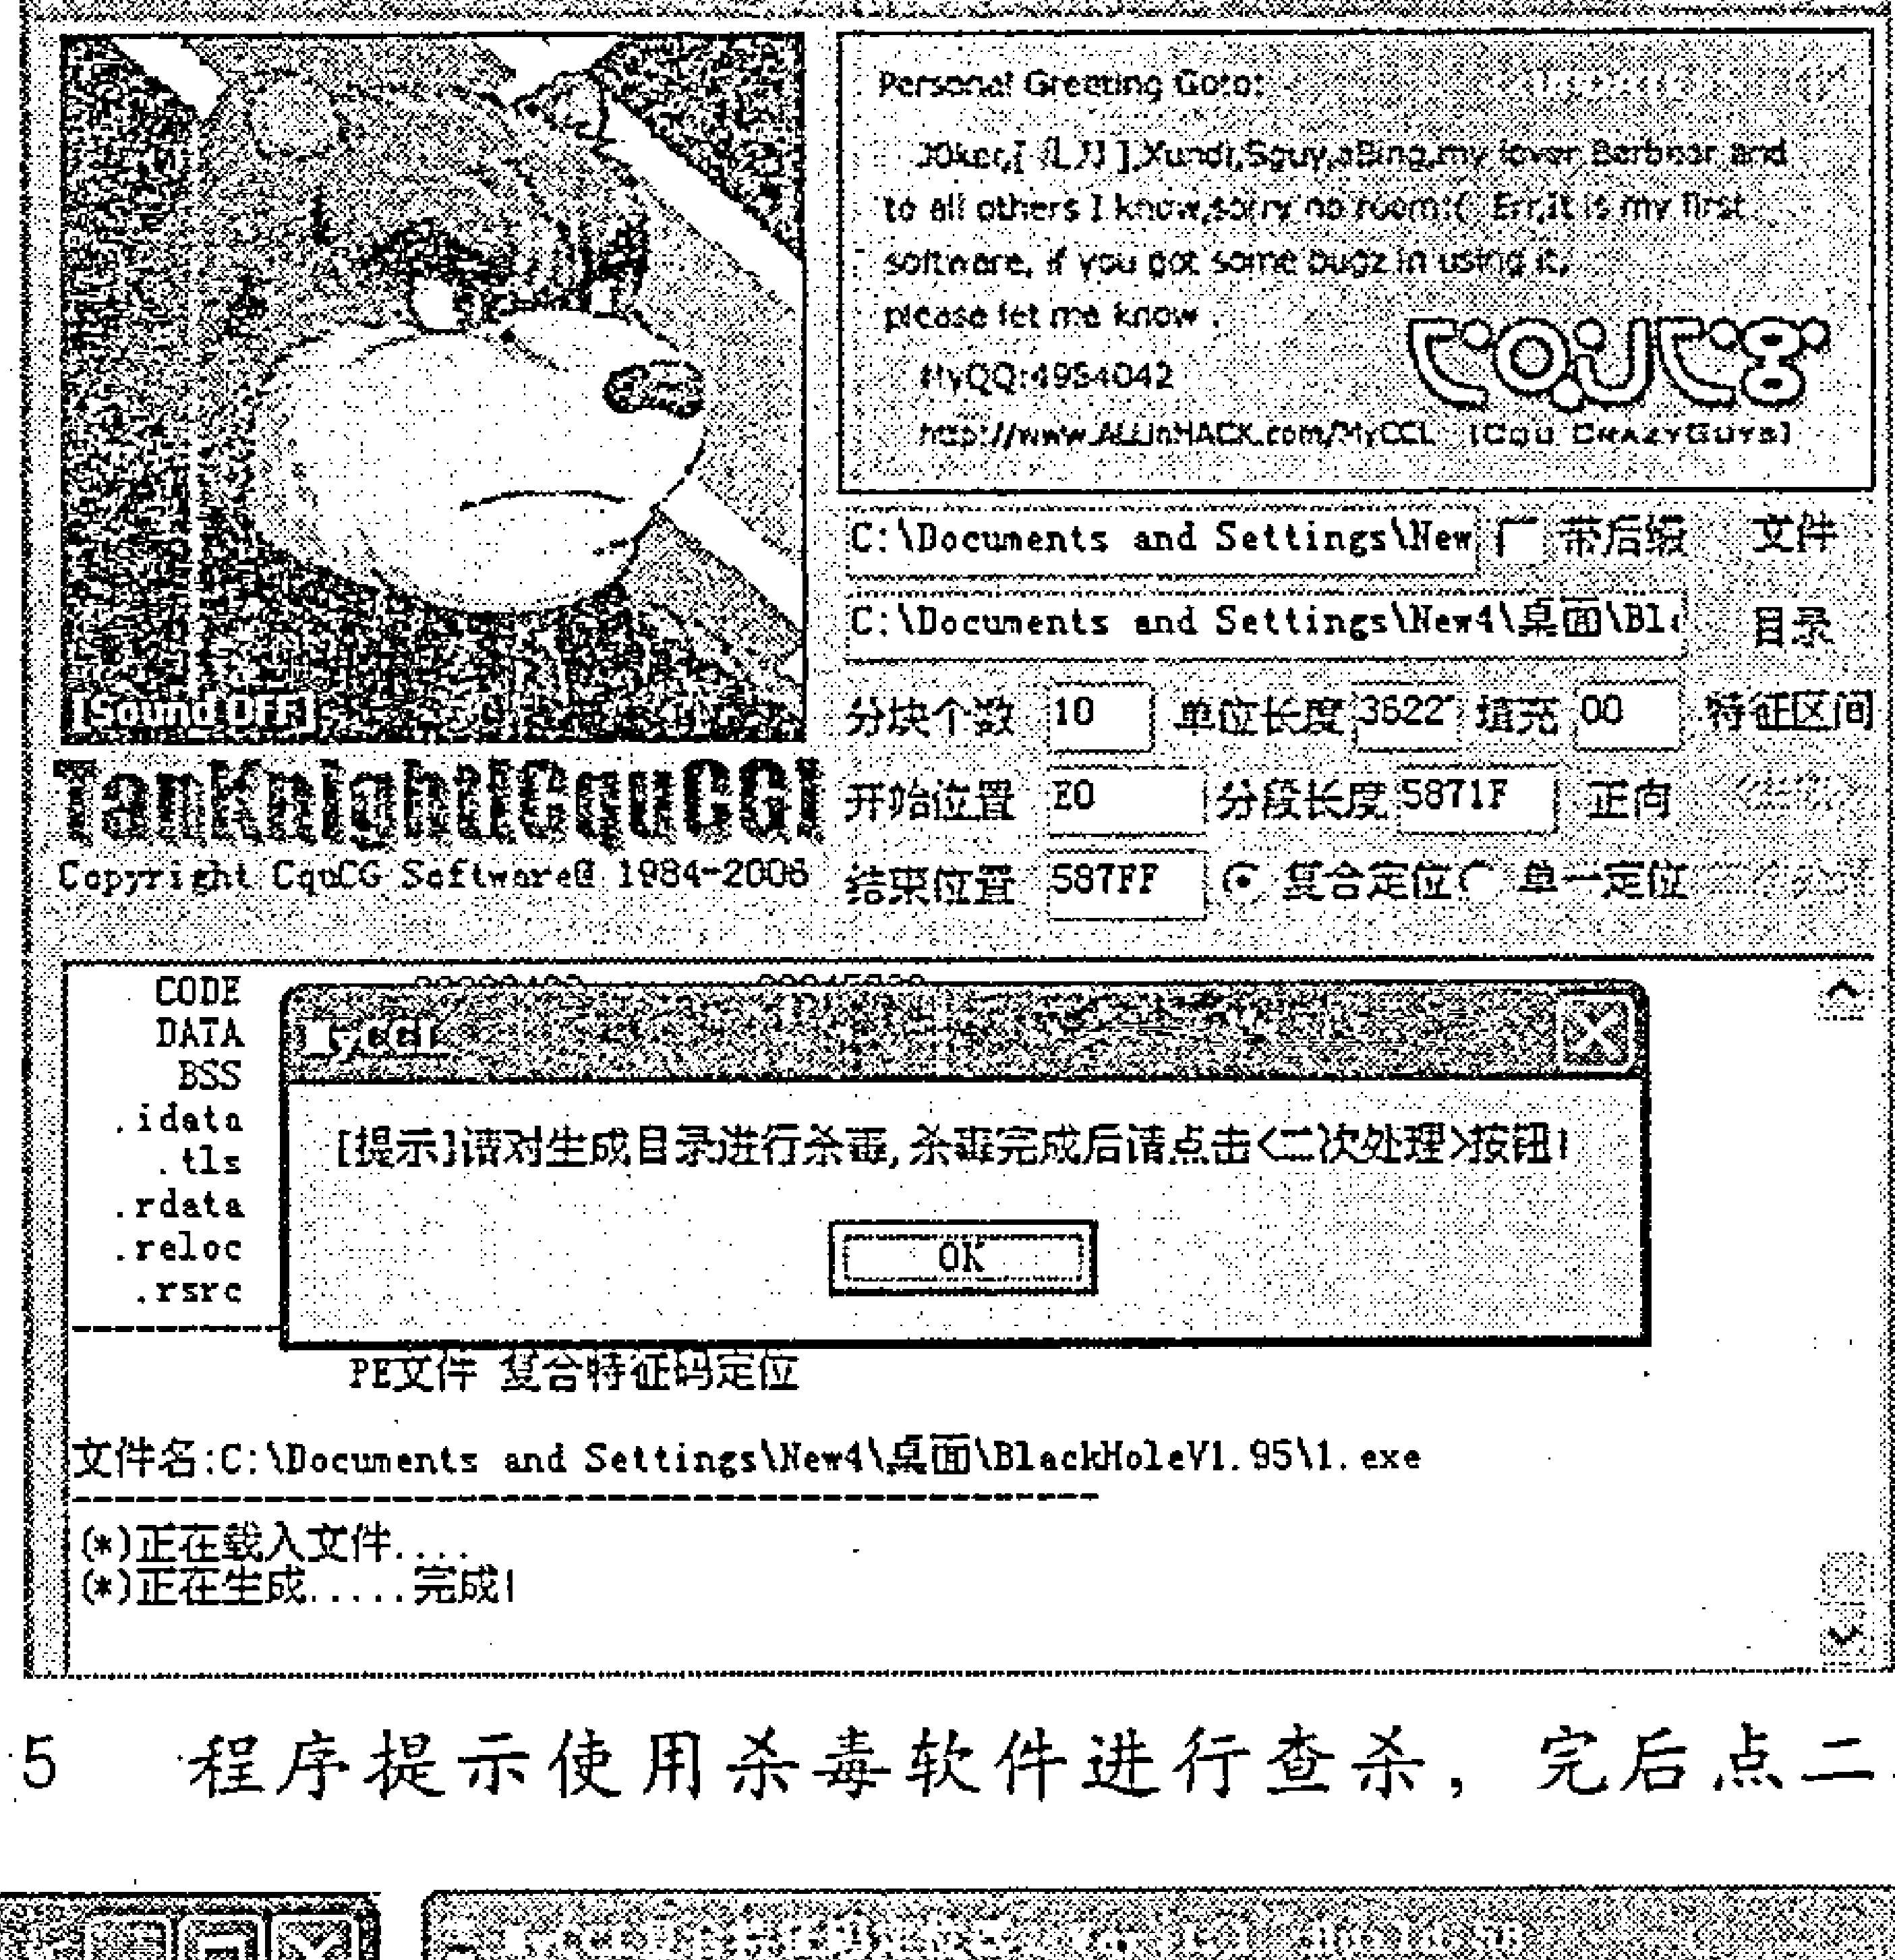 [Sound OFF]
TanKnight[CquCG]
Copyright CquCG Software@ 1984-2006
Personal Greeting Goto:
and
to all others I know,sorry no room:( Err,It is my first
software, if you got some bugz in using it,
please let me know .
MyQQ:4954042
http://www.ALLinHACK.com/MyCCL [CQU CRAZYGUYS]
CquCg
C:\Documents and Settings\New 带后缀 文件
C:\Documents and Settings\New4\桌面\Bl 目录
分块个数 10 单位长度 3622 填充 00 特征区间
开始位置 E0 分段长度 5871F 正向
结束位置 587FF 复合定位 单一定位
CODE
DATA
BSS
.idata
.tls
.rdata
.reloc
.rsrc
MyCCL
[提示]请对生成目录进行杀毒,杀毒完成后请点击<二次处理>按钮!
OK
PE文件 复合特征码定位
文件名:C:\Documents and Settings\New4\桌面\BlackHoleV1.95\1.exe
(*)正在载入文件....
(*)正在生成.....完成!
5 程序提示使用杀毒软件进行查杀，完后点二